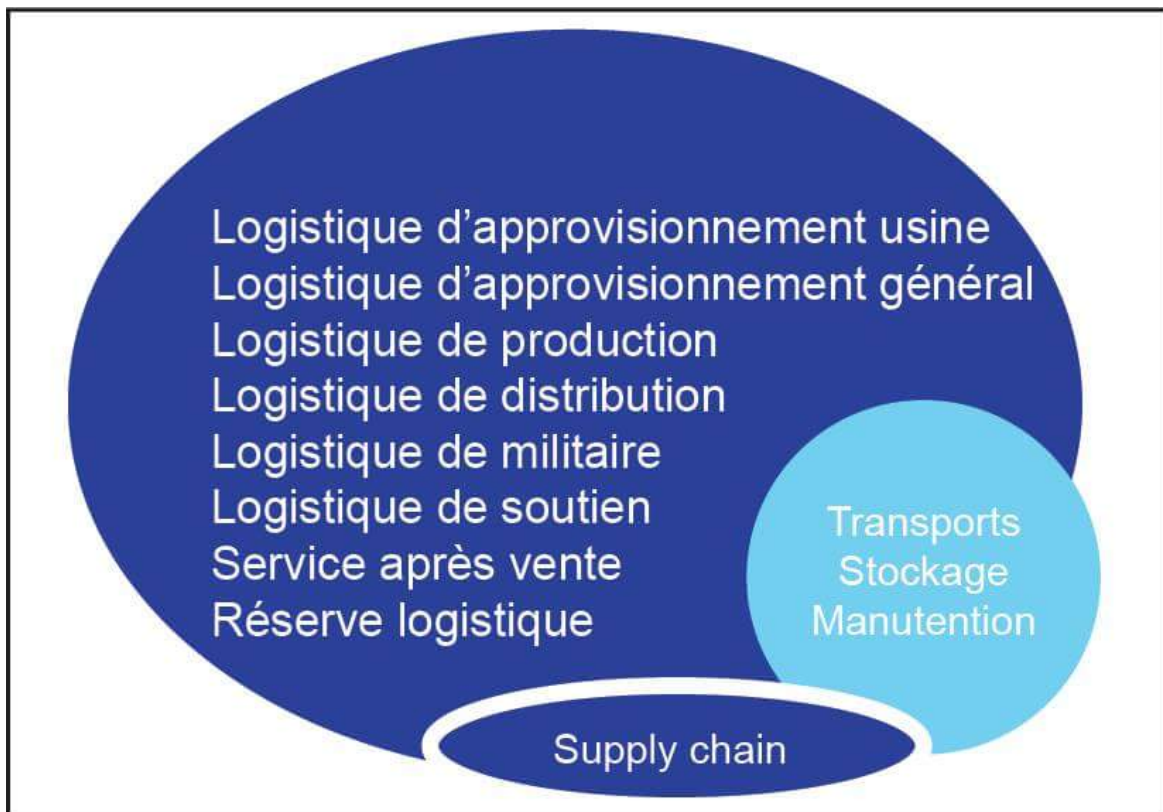 Logistique d’approvisionnement usine
Logistique d’approvisionnement général
Logistique de production
Logistique de distribution
Logistique de militaire
Logistique de soutien
Service après vente
Réserve logistique
Transports
Stockage
Manutention
Supply chain